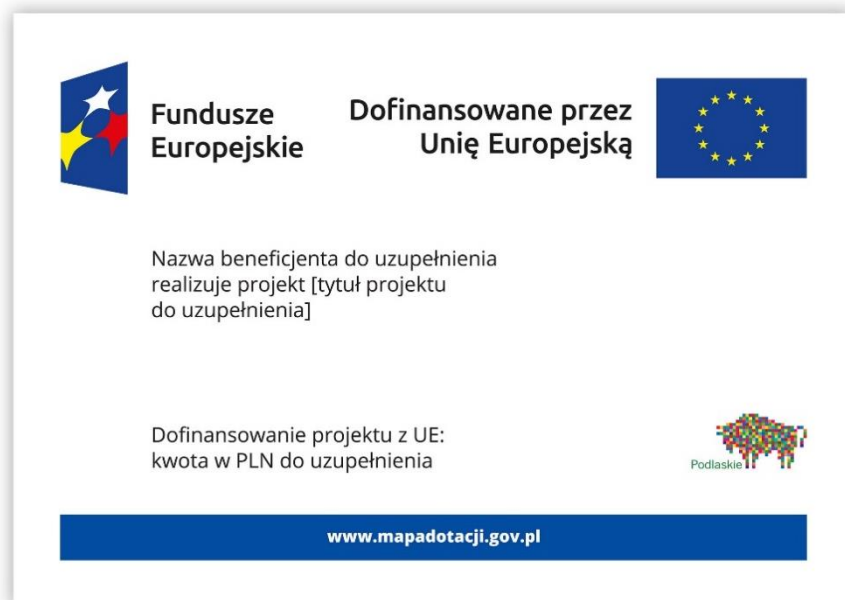 Fundusze
Europejskie
Dofinansowane przez
Unię Europejską
Nazwa beneficjenta do uzupełnienia
realizuje projekt [tytuł projektu
do uzupełnienia]
Dofinansowanie projektu z UE:
kwota w PLN do uzupełnienia
Podlaskie
www.mapadotacji.gov.pl